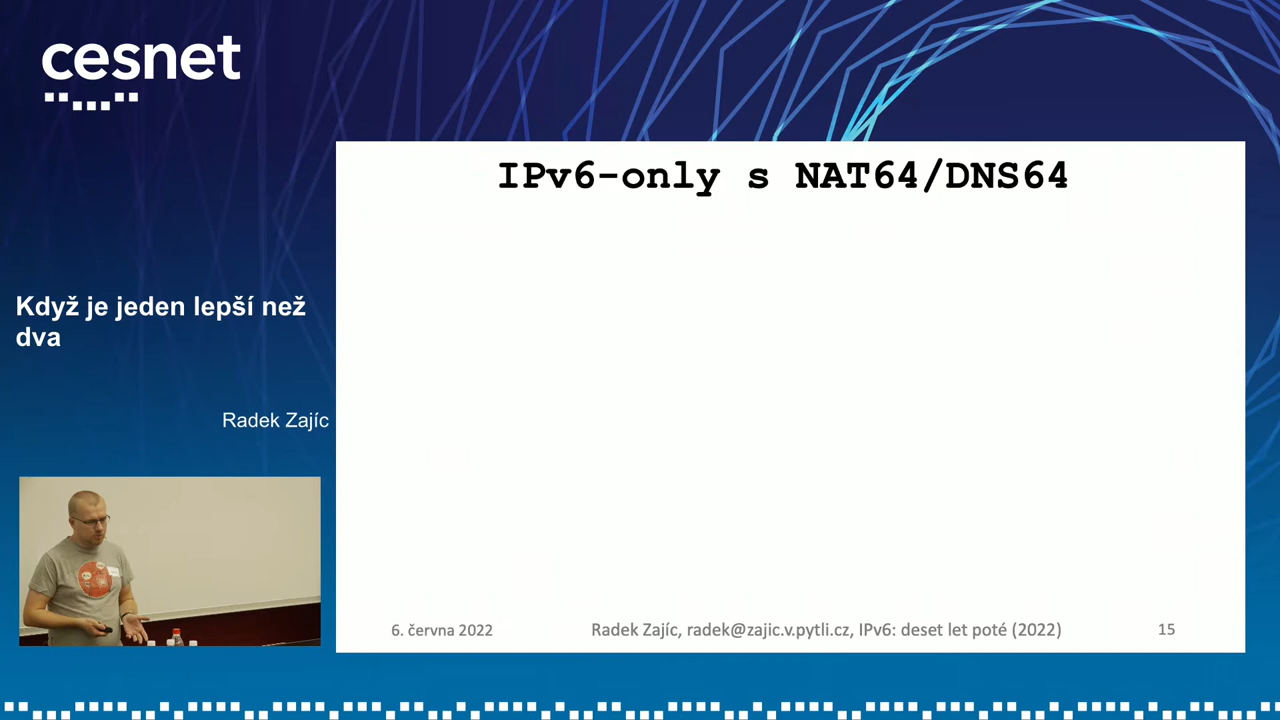 cesnet
IPv6-only s NAT64/DNS64
Když je jeden lepší než
dva
Radek Zajíc
6. června 2022
Radek Zajíc, radek@zajic.v.pytli.cz, IPv6: deset let poté (2022)
15